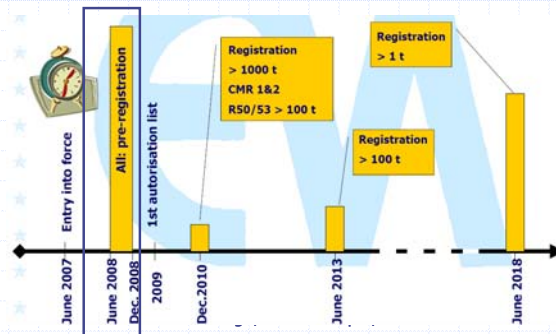 Registration
> 1000 t
CMR 1&2
R50/53 > 100 t
Registration
> 1 t
Registration
> 100 t
Entry into force
All: pre-registration
1st autorisation list
June 2007
June 2008
Dec. 2008
2009
Dec.2010
June 2013
June 2018